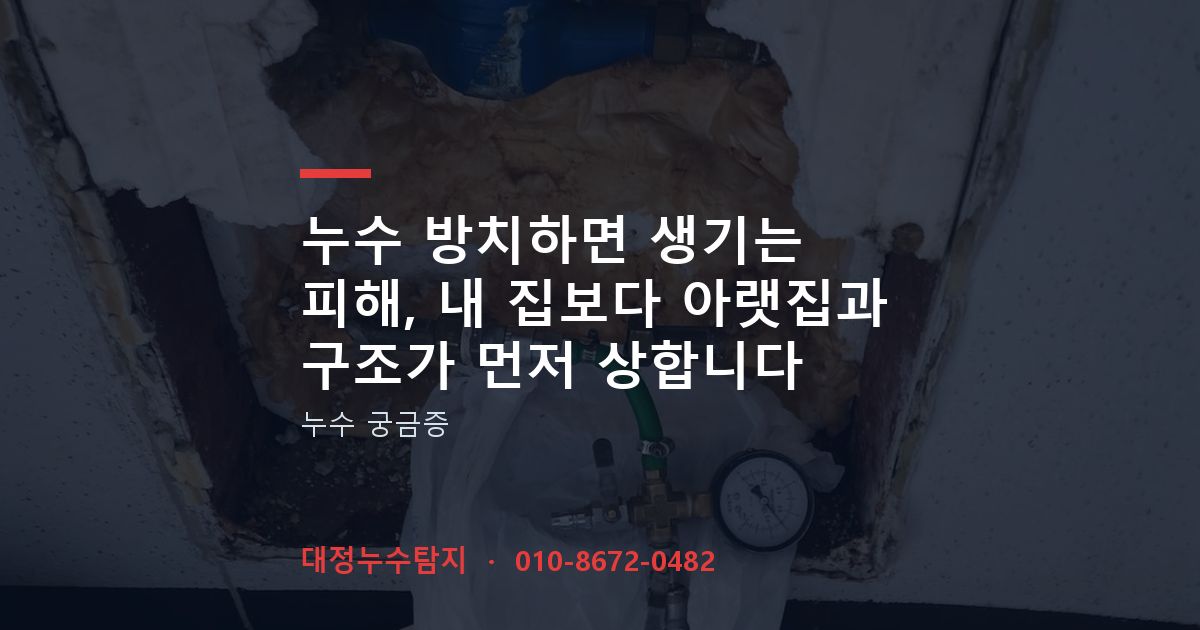 누수 방치하면 생기는
피해, 내 집보다 아랫집과
구조가 먼저 상합니다
누수 궁금증
대정누수탐지 · 010-8672-0482